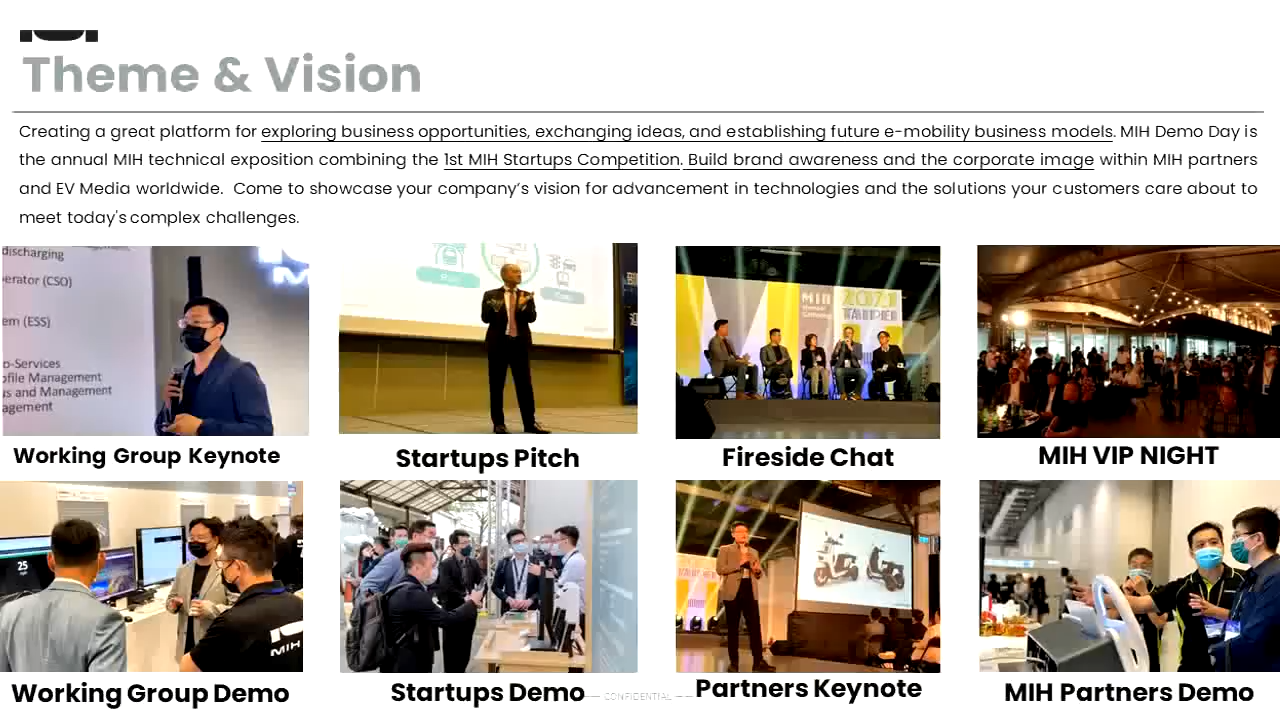 Theme & Vision
Creating a great platform for exploring business opportunities, exchanging ideas, and establishing future e-mobility business models. MIH Demo Day is
the annual MIH technical exposition combining the 1st MIH Startups Competition. Build brand awareness and the corporate image within MIH partners
and EV Media worldwide.  Come to showcase your company's vision for advancement in technologies and the solutions your customers care about to
meet today's complex challenges.
discharging
erator (CSO)
em (ESS)
o-Services
ofile Management
us and Management
agement
MIH
2021
TAIPEI
Working Group Keynote
Startups Pitch
Fireside Chat
MIH VIP NIGHT
25
MIH
Working Group Demo
Startups Demo
CONFIDENTIAL
Partners Keynote
MIH Partners Demo